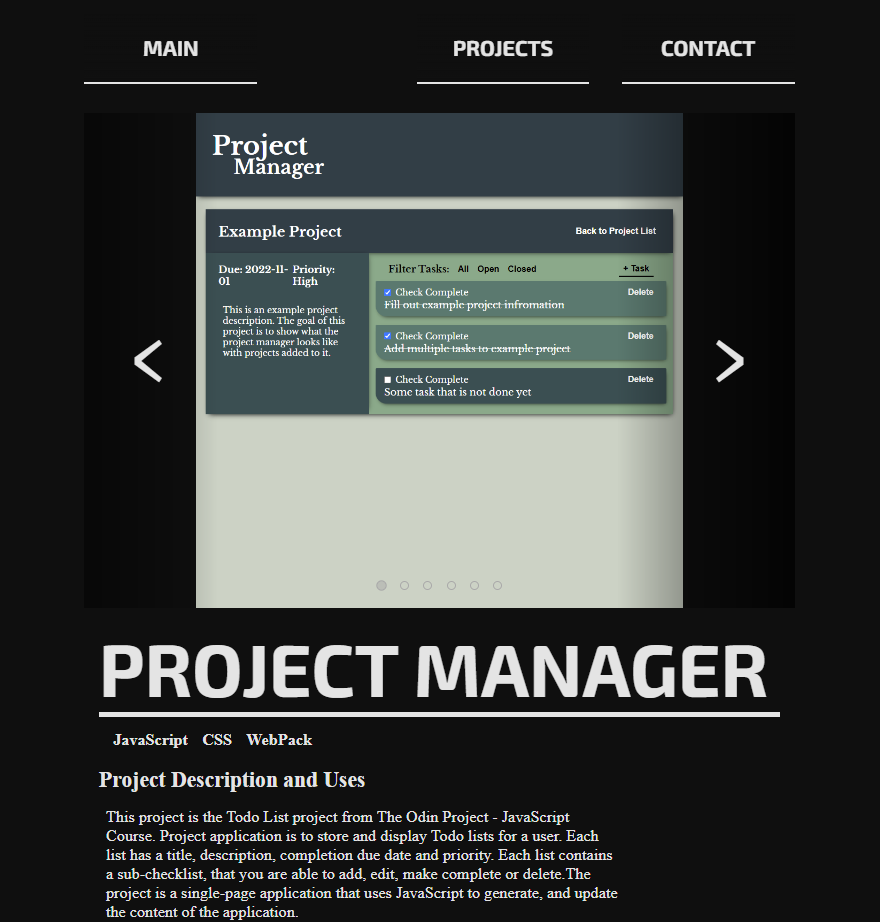 MAIN PROJECTS CONTACT
Project
Manager
Example Project Back to Project List
Due: 2022-11-01 Priority: High
This is an example project
description. The goal of this
project is to show what the
project manager looks like
with projects added to it.
Filter Tasks: All Open Closed + Task
Check Complete Delete
Fill out example project infromation
Check Complete Delete
Add multiple tasks to example project
Check Complete Delete
Some task that is not done yet
< >
PROJECT MANAGER
JavaScript CSS WebPack
Project Description and Uses
This project is the Todo List project from The Odin Project - JavaScript
Course. Project application is to store and display Todo lists for a user. Each
list has a title, description, completion due date and priority. Each list contains
a sub-checklist, that you are able to add, edit, make complete or delete.The
project is a single-page application that uses JavaScript to generate, and update
the content of the application.